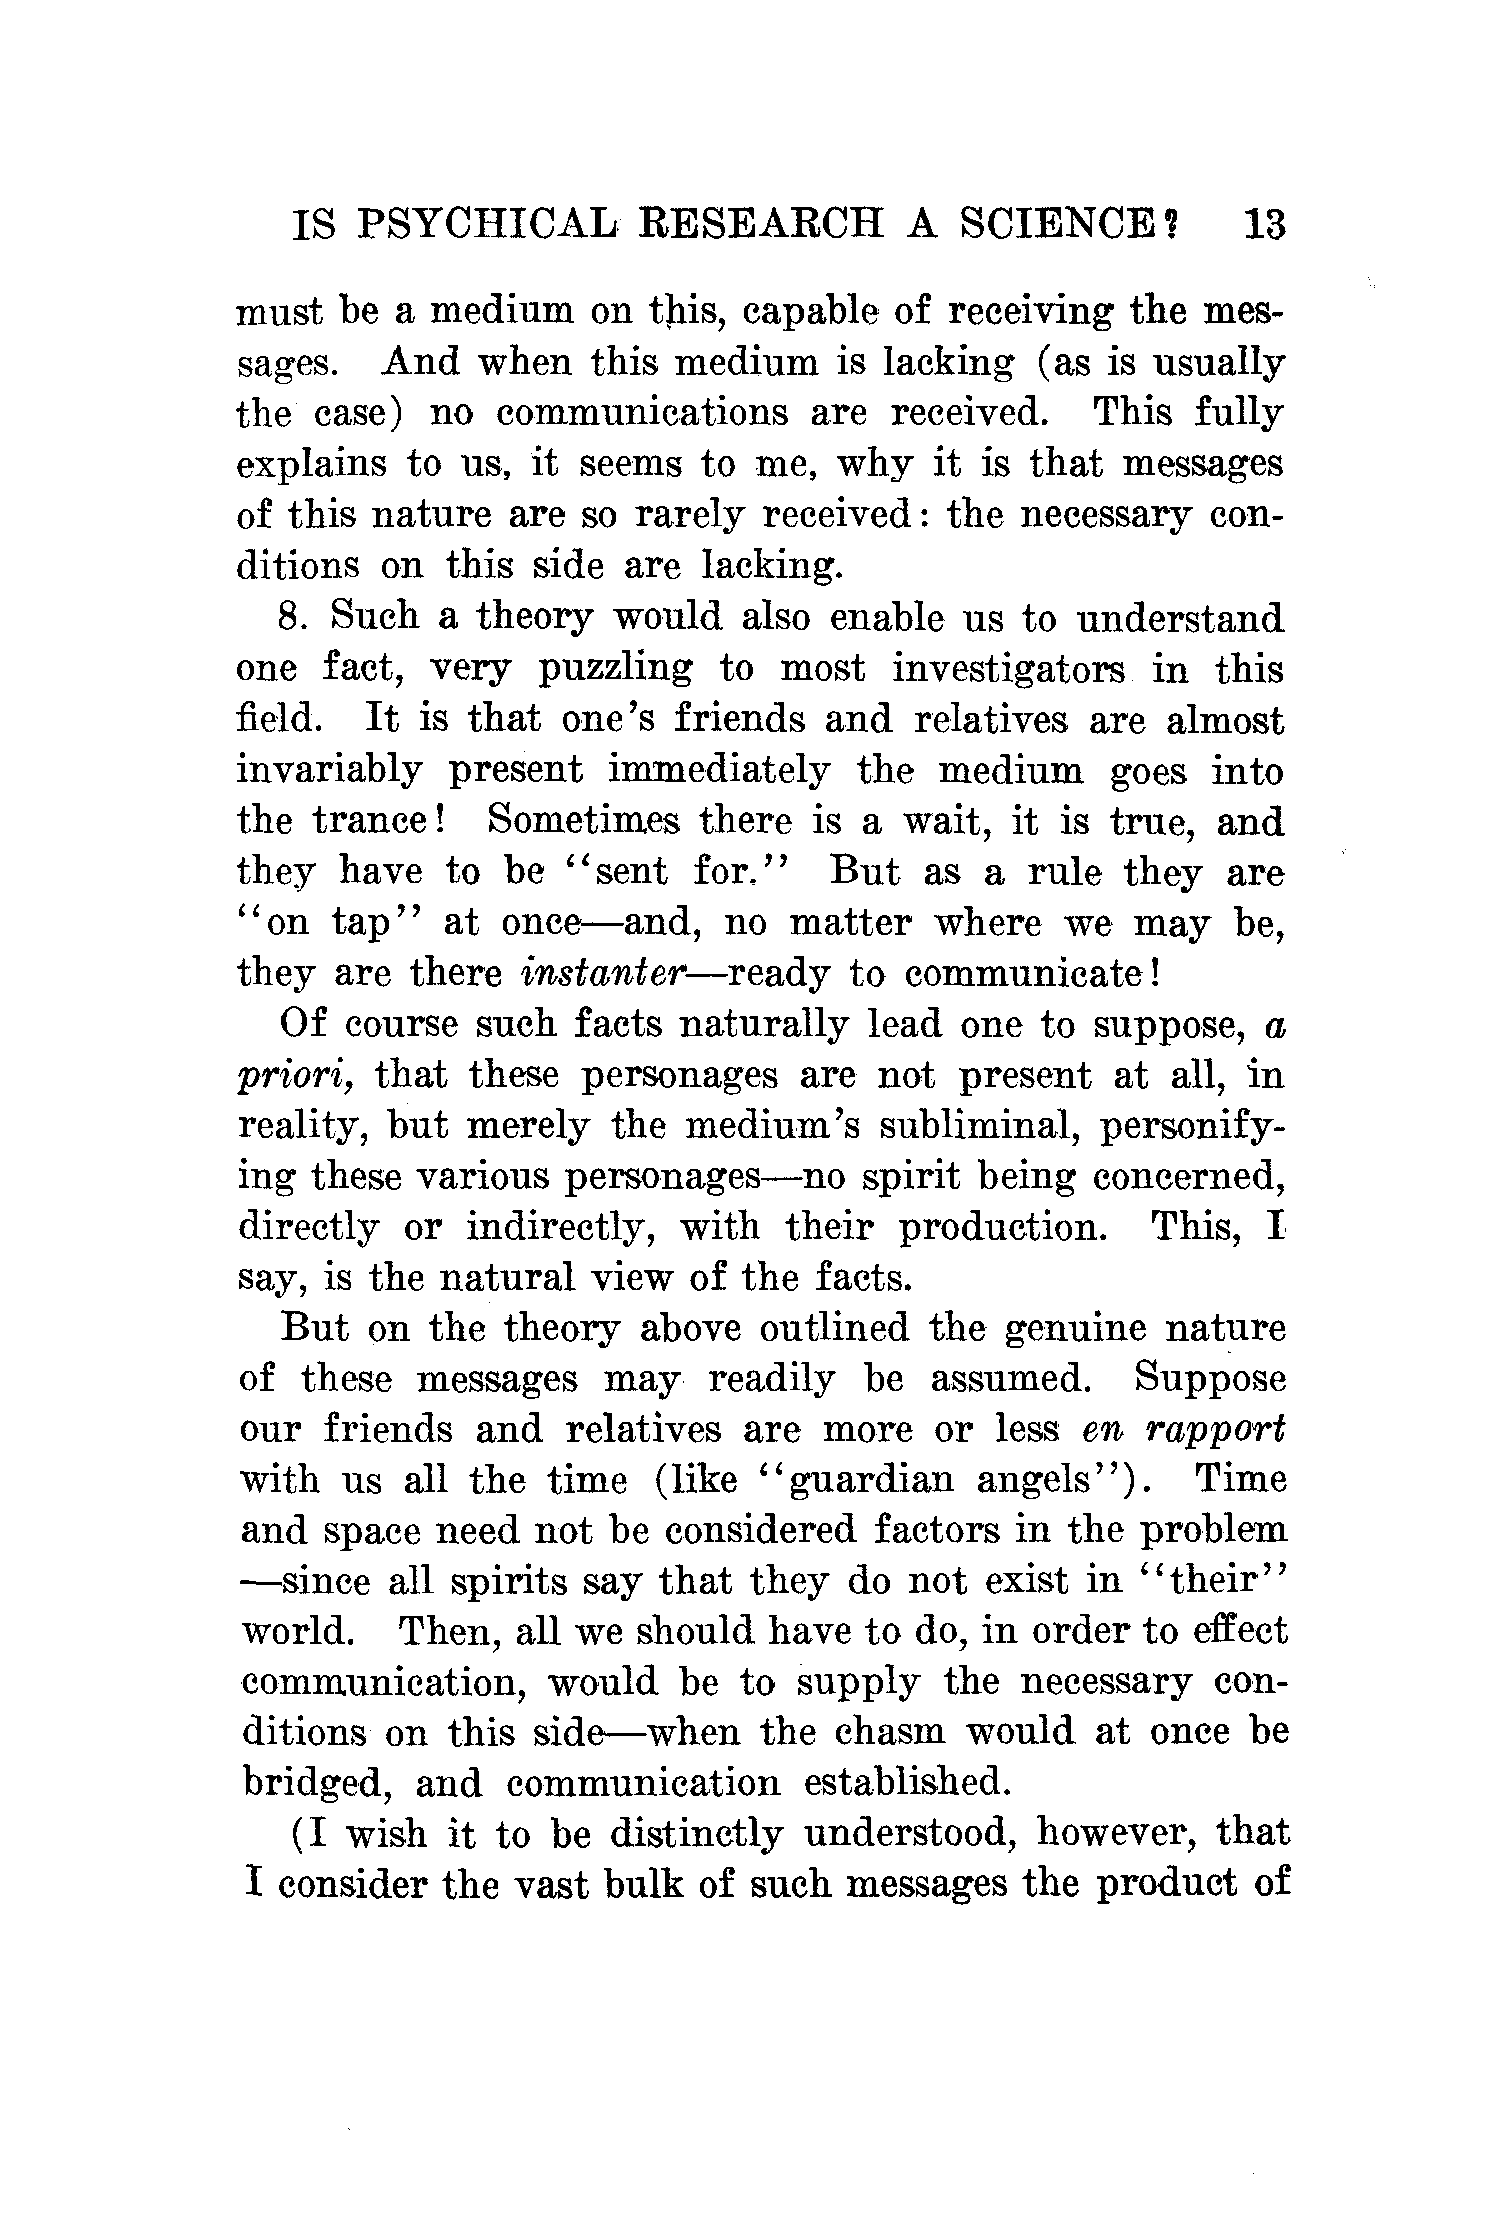 IS PSYCHICAL RESEARCH A SCIENCE? 13
must be a medium on this, capable of receiving the mes-
sages. And when this medium is lacking (as is usually
the case) no communications are received. This fully
explains to us, it seems to me, why it is that messages
of this nature are so rarely received: the necessary con-
ditions on this side are lacking.
8. Such a theory would also enable us to understand
one fact, very puzzling to most investigators in this
field. It is that one's friends and relatives are almost
invariably present immediately the medium goes into
the trance! Sometimes there is a wait, it is true, and
they have to be "sent for." But as a rule they are
"on tap" at once—and, no matter where we may be,
they are there instanter—ready to communicate!
Of course such facts naturally lead one to suppose, a
priori, that these personages are not present at all, in
reality, but merely the medium's subliminal, personify-
ing these various personages—no spirit being concerned,
directly or indirectly, with their production. This, I
say, is the natural view of the facts.
But on the theory above outlined the genuine nature
of these messages may readily be assumed. Suppose
our friends and relatives are more or less en rapport
with us all the time (like "guardian angels"). Time
and space need not be considered factors in the problem
—since all spirits say that they do not exist in "their"
world. Then, all we should have to do, in order to effect
communication, would be to supply the necessary con-
ditions on this side—when the chasm would at once be
bridged, and communication established.
(I wish it to be distinctly understood, however, that
I consider the vast bulk of such messages the product of